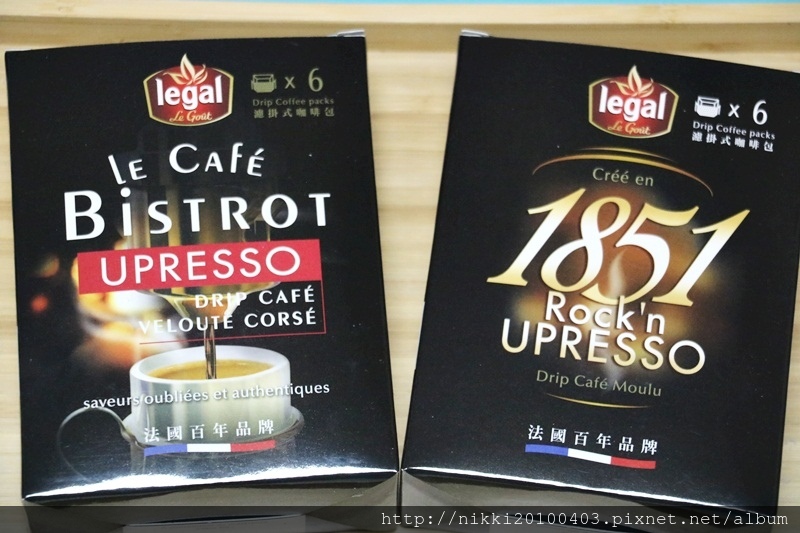 legal
Le Goût
x 6
Drip Coffee packs
濾掛式咖啡包
LE CAFÉ
BISTROT
UPRESSO
DRIP CAFÉ
VELOUTÉ CORSÉ
saveurs oubliées et authentiques
法國百年品牌
legal
Le Goût
x 6
Drip Coffee packs
濾掛式咖啡包
Créé en
1851
Rock'n
UPRESSO
Drip Café Moulu
法國百年品牌
http://nikki20100403.pixnet.net/album